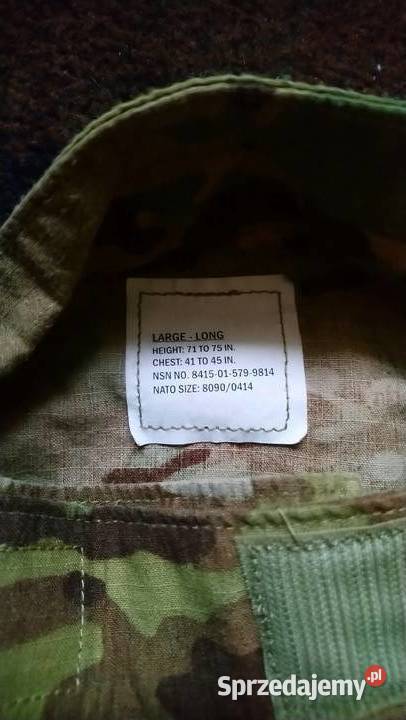 LARGE - LONG
HEIGHT: 71 TO 75 IN.
CHEST: 41 TO 45 IN.
NSN NO. 8415-01-579-9814
NATO SIZE: 8090/0414
Sprzedajemy.pl